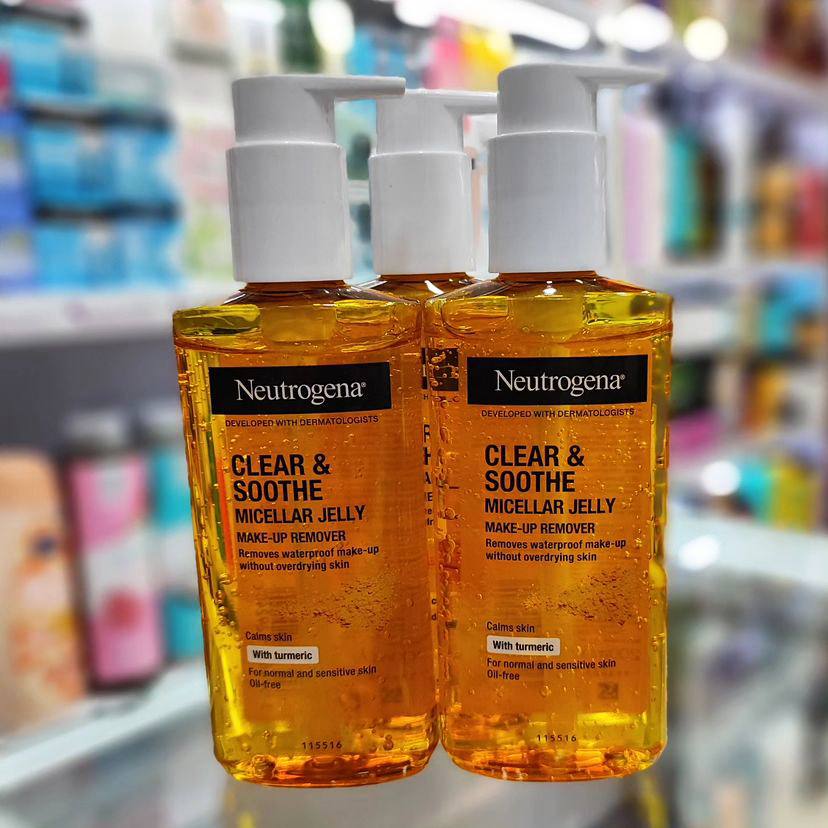 Neutrogena®
DEVELOPED WITH DERMATOLOGISTS
CLEAR &
SOOTHE
MICELLAR JELLY
MAKE-UP REMOVER
Removes waterproof make-up
without overdrying skin
Calms skin
With turmeric
For normal and sensitive skin
Oil-free
115516
Neutrogena®
DEVELOPED WITH DERMATOLOGISTS
CLEAR &
SOOTHE
MICELLAR JELLY
MAKE-UP REMOVER
Removes waterproof make-up
without overdrying skin
Calms skin
With turmeric
For normal and sensitive skin
Oil-free
115516